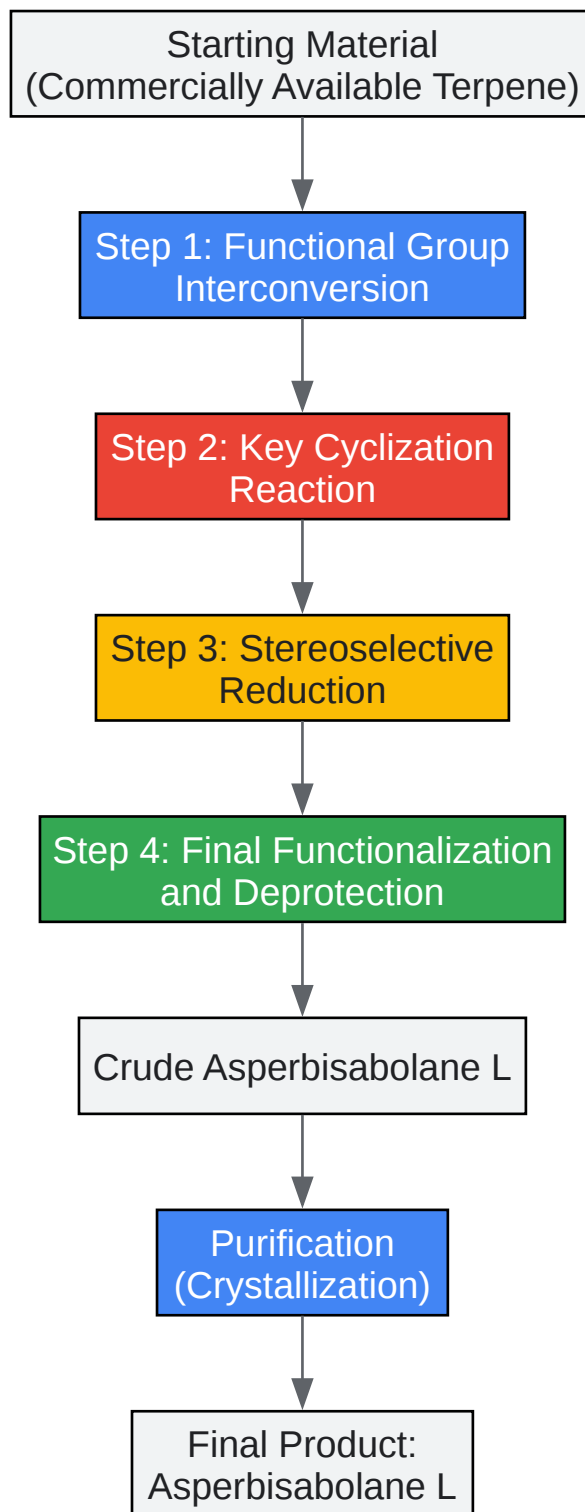 Starting Material
(Commercially Available Terpene)
Step 1: Functional Group
Interconversion
Step 2: Key Cyclization
Reaction
Step 3: Stereoselective
Reduction
Step 4: Final Functionalization
and Deprotection
Crude Asperbisabolane L
Purification
(Crystallization)
Final Product:
Asperbisabolane L